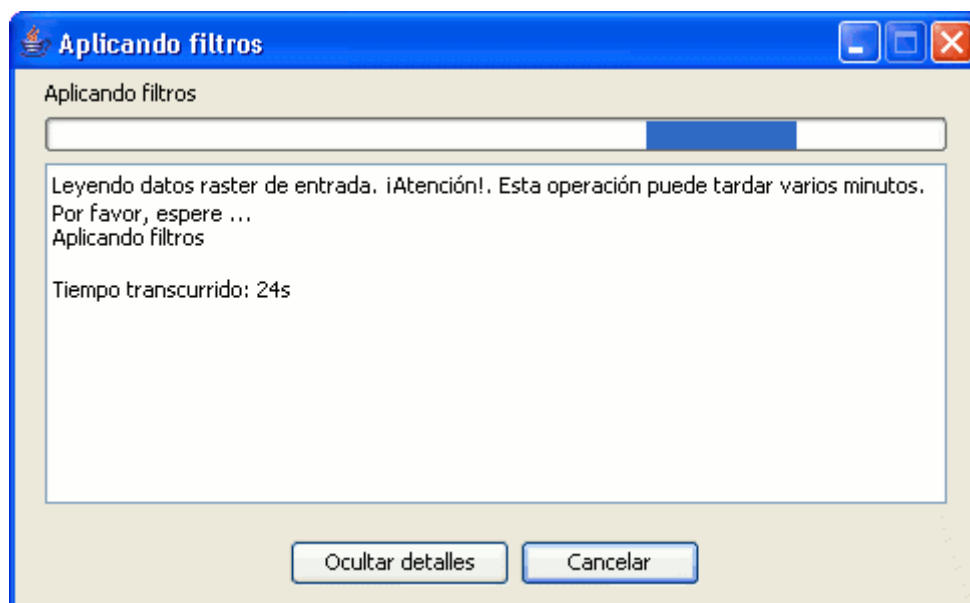 Aplicando filtros
Aplicando filtros
Leyendo datos raster de entrada. ¡Atención!. Esta operación puede tardar varios minutos.
Por favor, espere ...
Aplicando filtros
Tiempo transcurrido: 24s
Ocultar detalles
Cancelar